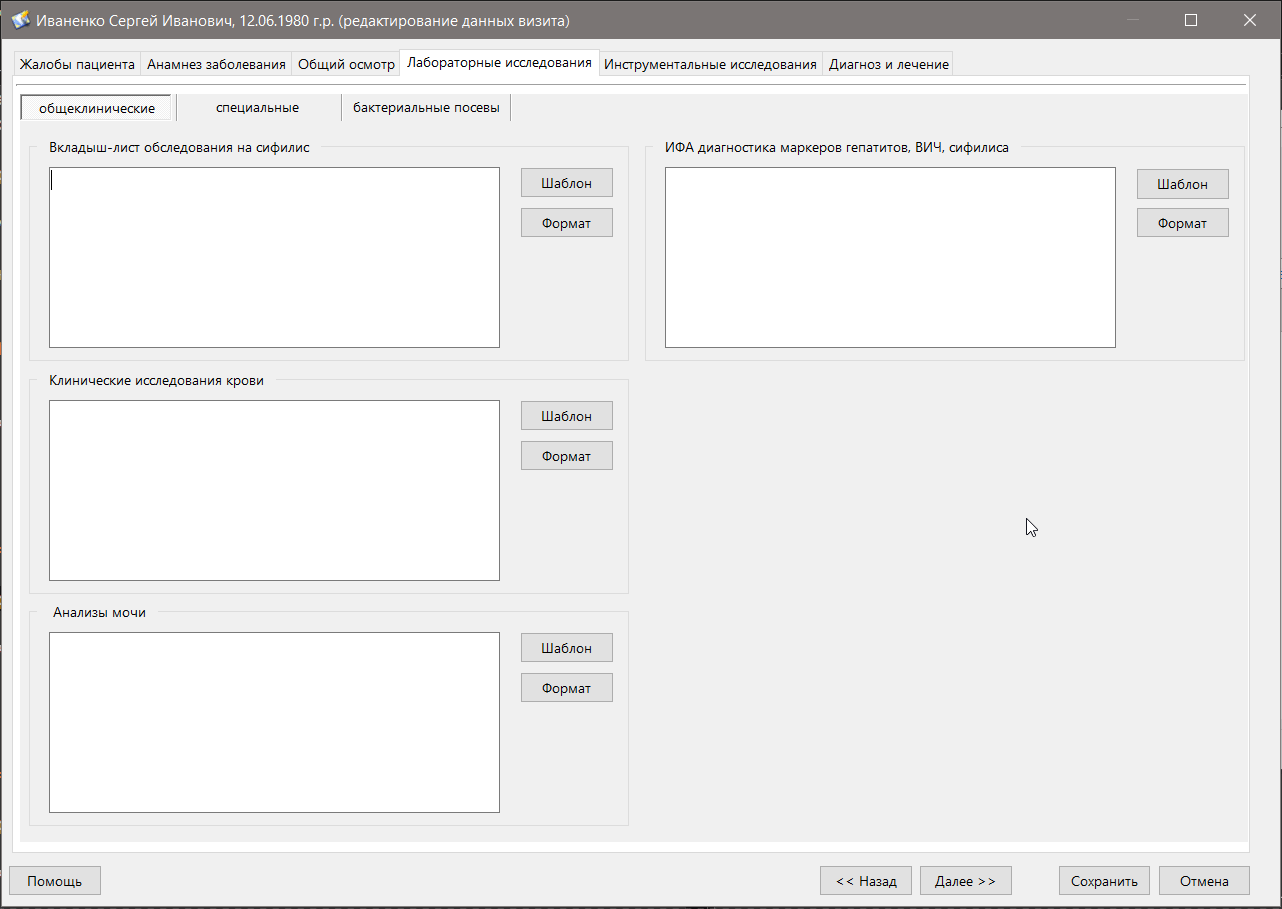 Иваненко Сергей Иванович, 12.06.1980 г.р. (редактирование данных визита)
Жалобы пациента Анамнез заболевания Общий осмотр Лабораторные исследования Инструментальные исследования Диагноз и лечение
общеклинические специальные бактериальные посевы
Вкладыш-лист обследования на сифилис
Шаблон
Формат
ИФА диагностика маркеров гепатитов, ВИЧ, сифилиса
Шаблон
Формат
Клинические исследования крови
Шаблон
Формат
Анализы мочи
Шаблон
Формат
Помощь << Назад Далее >> Сохранить Отмена